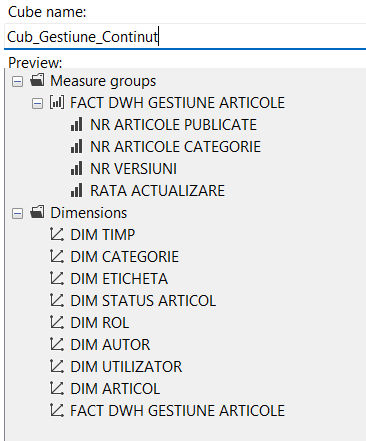 Cube name:
Cub_Gestiune_Continut
Preview:
Measure groups
FACT DWH GESTIUNE ARTICOLE
NR ARTICOLE PUBLICATE
NR ARTICOLE CATEGORIE
NR VERSIUNI
RATA ACTUALIZARE
Dimensions
DIM TIMP
DIM CATEGORIE
DIM ETICHETA
DIM STATUS ARTICOL
DIM ROL
DIM AUTOR
DIM UTILIZATOR
DIM ARTICOL
FACT DWH GESTIUNE ARTICOLE